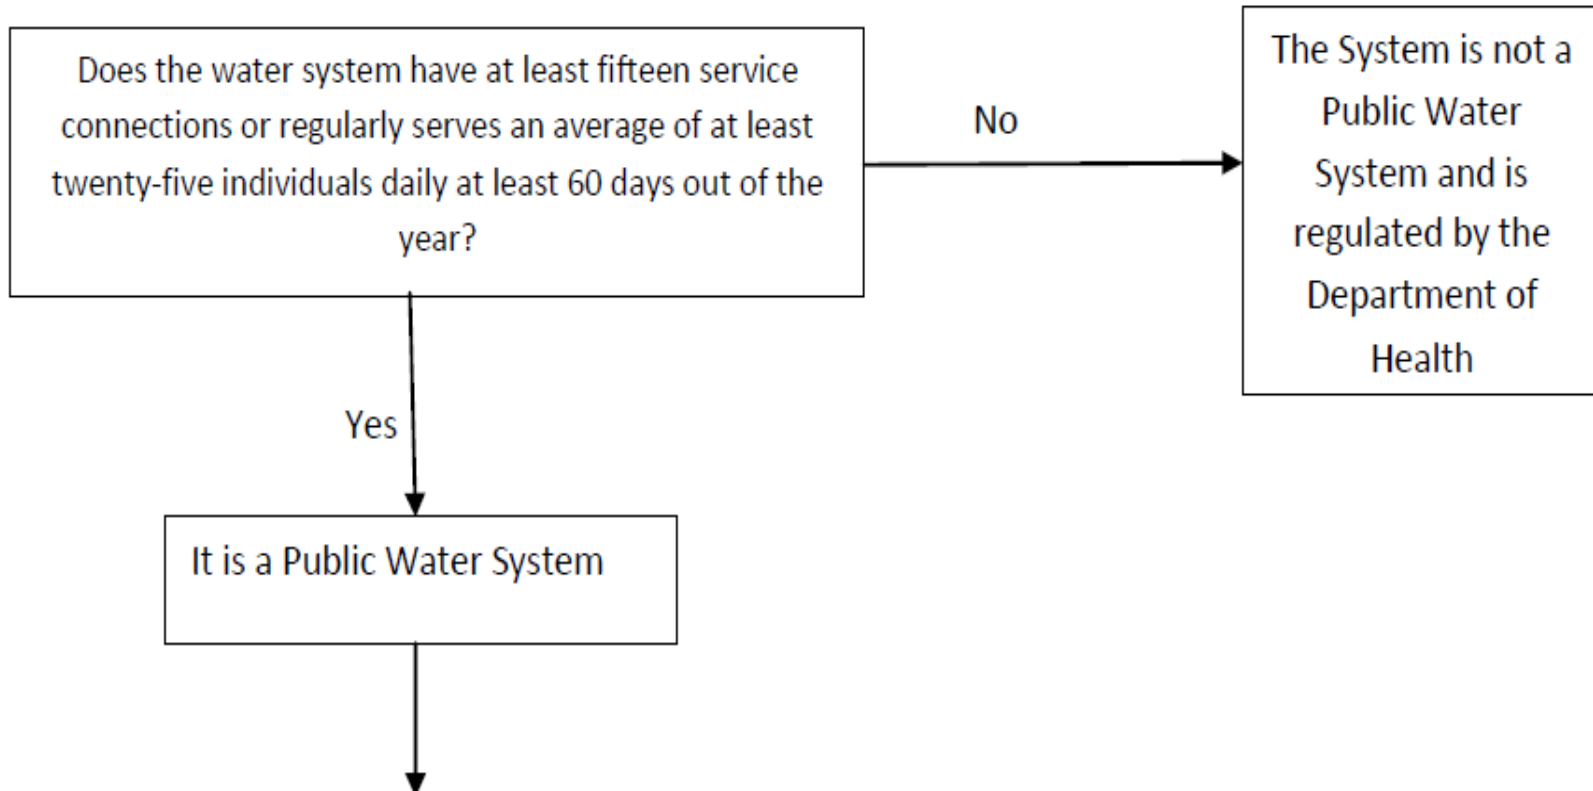 Does the water system have at least fifteen service
connections or regularly serves an average of at least
twenty-five individuals daily at least 60 days out of the
year?
No
The System is not a
Public Water
System and is
regulated by the
Department of
Health
Yes
It is a Public Water System